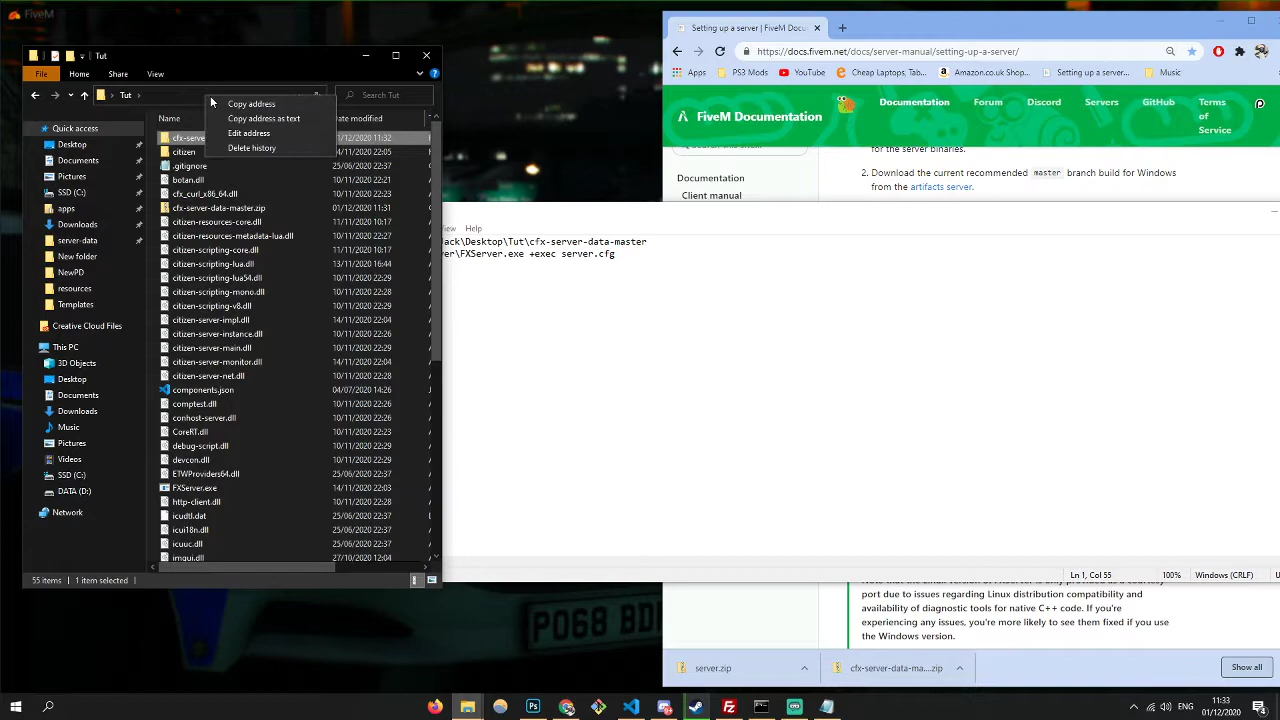 FiveM
Tut
File
Home
Share
View
Tut
Search Tut
Copy address
Copy address as text
Edit address
Delete history
Name
Date modified
Quick access
Desktop
Documents
Pictures
SSD (C:)
apps
Downloads
server-data
New folder
NewPD
resources
Templates
Creative Cloud Files
This PC
3D Objects
Desktop
Documents
Downloads
Music
Pictures
Videos
SSD (C:)
DATA (D:)
Network
cfx-serve
1/12/2020 11:32
citizen
4/11/2020 22:05
.gitignore
25/06/2020 22:37
botan.dll
10/11/2020 22:21
cfx_curl_x86_64.dll
10/11/2020 22:23
cfx-server-data-master.zip
01/12/2020 11:31
citizen-resources-core.dll
11/11/2020 10:17
citizen-resources-metadata-lua.dll
10/11/2020 22:27
citizen-scripting-core.dll
11/11/2020 10:17
citizen-scripting-lua.dll
13/11/2020 16:44
citizen-scripting-lua54.dll
10/11/2020 22:29
citizen-scripting-mono.dll
10/11/2020 22:28
citizen-scripting-v8.dll
10/11/2020 22:29
citizen-server-impl.dll
14/11/2020 22:04
citizen-server-instance.dll
10/11/2020 22:26
citizen-server-main.dll
10/11/2020 22:29
citizen-server-monitor.dll
14/11/2020 22:04
citizen-server-net.dll
10/11/2020 22:26
components.json
04/07/2020 14:26
comptest.dll
10/11/2020 22:26
conhost-server.dll
10/11/2020 22:26
CoreRT.dll
10/11/2020 22:23
debug-script.dll
10/11/2020 22:29
devcon.dll
10/11/2020 22:27
ETWProviders64.dll
25/06/2020 22:37
FXServer.exe
14/11/2020 22:03
http-client.dll
10/11/2020 22:26
icudtl.dat
25/06/2020 22:37
icui18n.dll
25/06/2020 22:37
icuuc.dll
25/06/2020 22:37
imgui.dll
27/10/2020 12:04
55 items
1 item selected
Setting up a server | FiveM Docume
https://docs.fivem.net/docs/server-manual/setting-up-a-server/
Apps
PSD Mods
YouTube
Cheap Laptops, Tab...
Amazon.co.uk Shop...
Setting up a server...
Music
FiveM Documentation
Documentation
Forum
Discord
Servers
GitHub
Terms of Service
Documentation
Client manual
for the server binaries.
2. Download the current recommended master branch build for Windows
from the artifacts server.
iew
Help
ack\Desktop\Tut\cfx-server-data-master
er\FXServer.exe +exec server.cfg
Ln 1, Col 55
100%
Windows (CRLF)
port due to issues regarding Linux distribution compatibility and
availability of diagnostic tools for native C++ code. If you're
experiencing any issues, you're more likely to see them fixed if you use
the Windows version.
server.zip
cfx-server-data-ma....zip
Show all
PO68 BD
ENG
11:33
01/12/2020